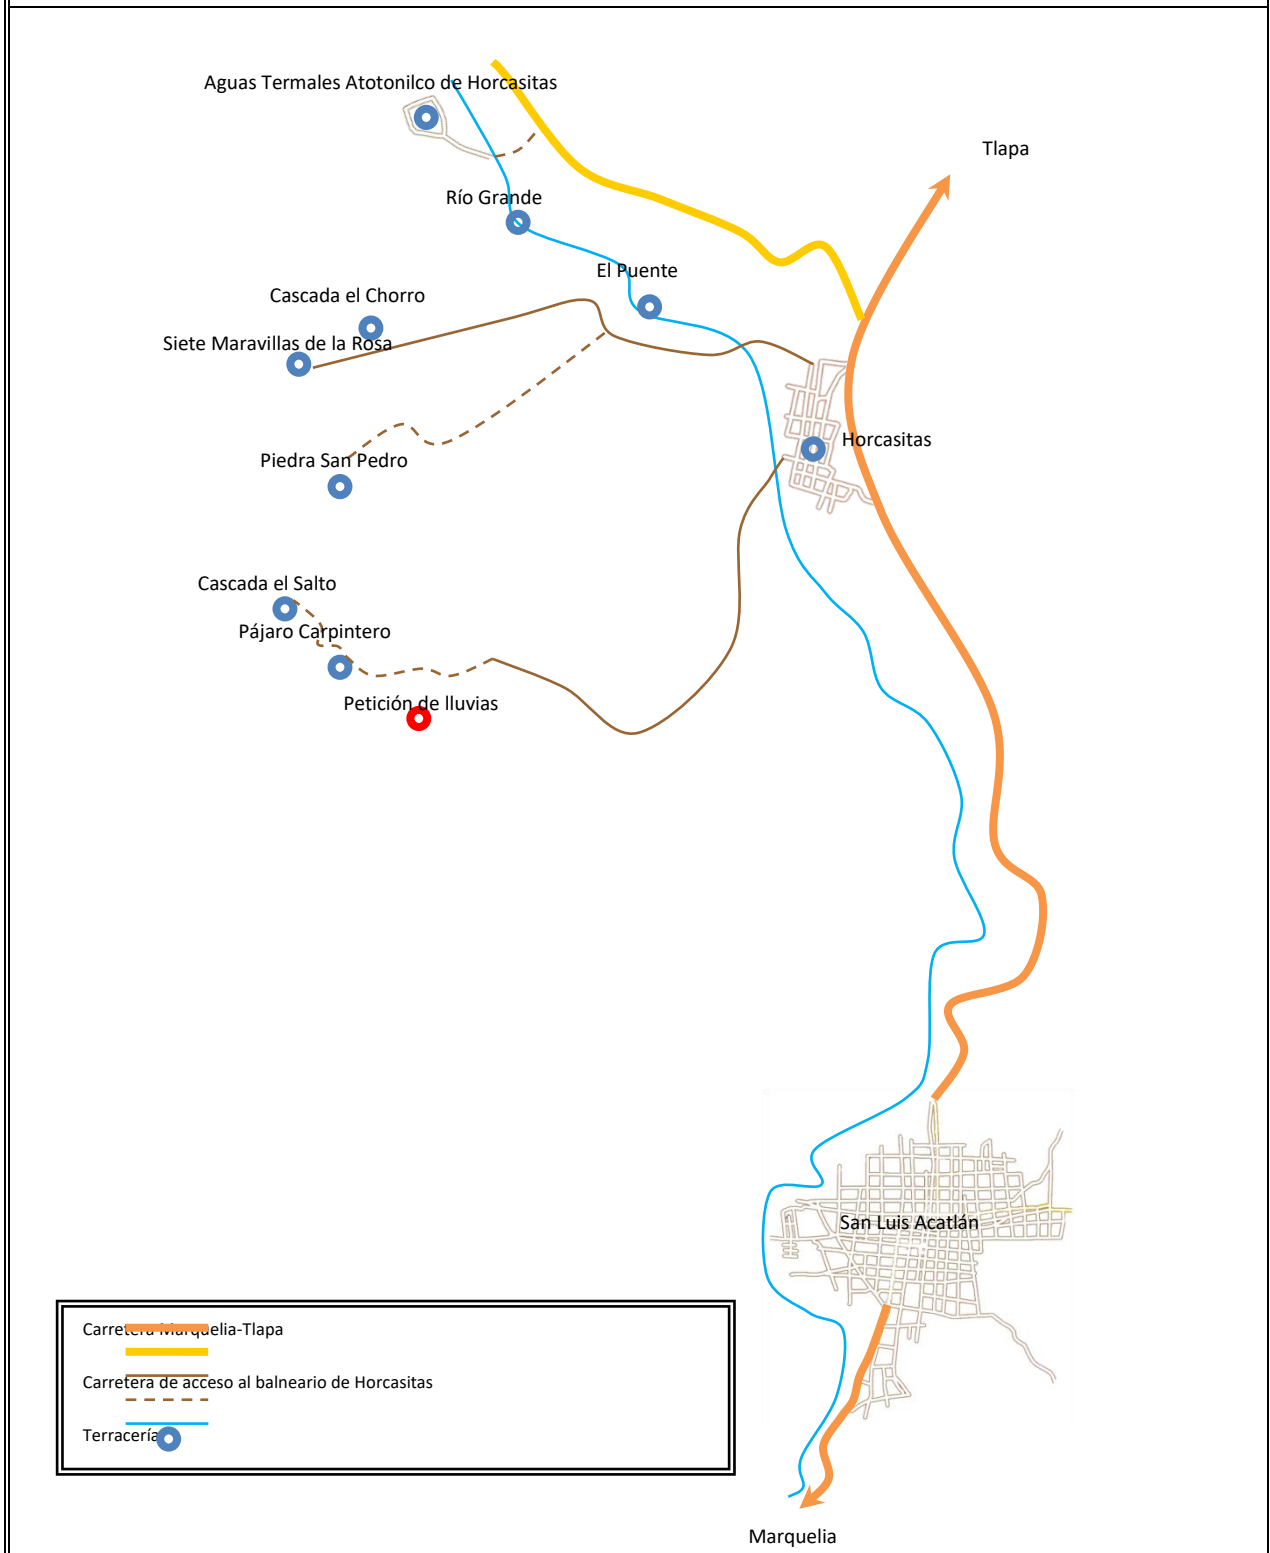 Aguas Termales Atotonilco de Horcasitas
Tlapa
Río Grande
El Puente
Cascada el Chorro
Siete Maravillas de la Rosa
Horcasitas
Piedra San Pedro
Cascada el Salto
Pájaro Carpintero
Petición de lluvias
San Luis Acatlán
Carretera Marquelia-Tlapa
Carretera de acceso al balneario de Horcasitas
Terracería
Marquelia